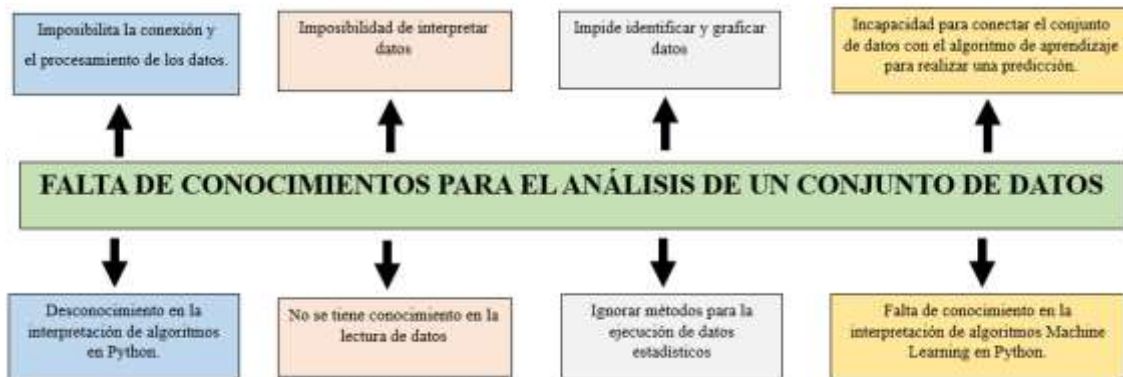 Imposibilita la conexión y
el procesamiento de los datos.
Imposibilidad de interpretar
datos
Impide identificar y graficar
datos
Incapacidad para conectar el conjunto
de datos con el algoritmo de aprendizaje
para realizar una predicción.
FALTA DE CONOCIMIENTOS PARA EL ANÁLISIS DE UN CONJUNTO DE DATOS
Desconocimiento en la
interpretación de algoritmos
en Python.
No se tiene conocimiento en la
lectura de datos
Ignorar métodos para la
ejecución de datos
estadísticos
Falta de conocimiento en la
interpretación de algoritmos Machine
Learning en Python.